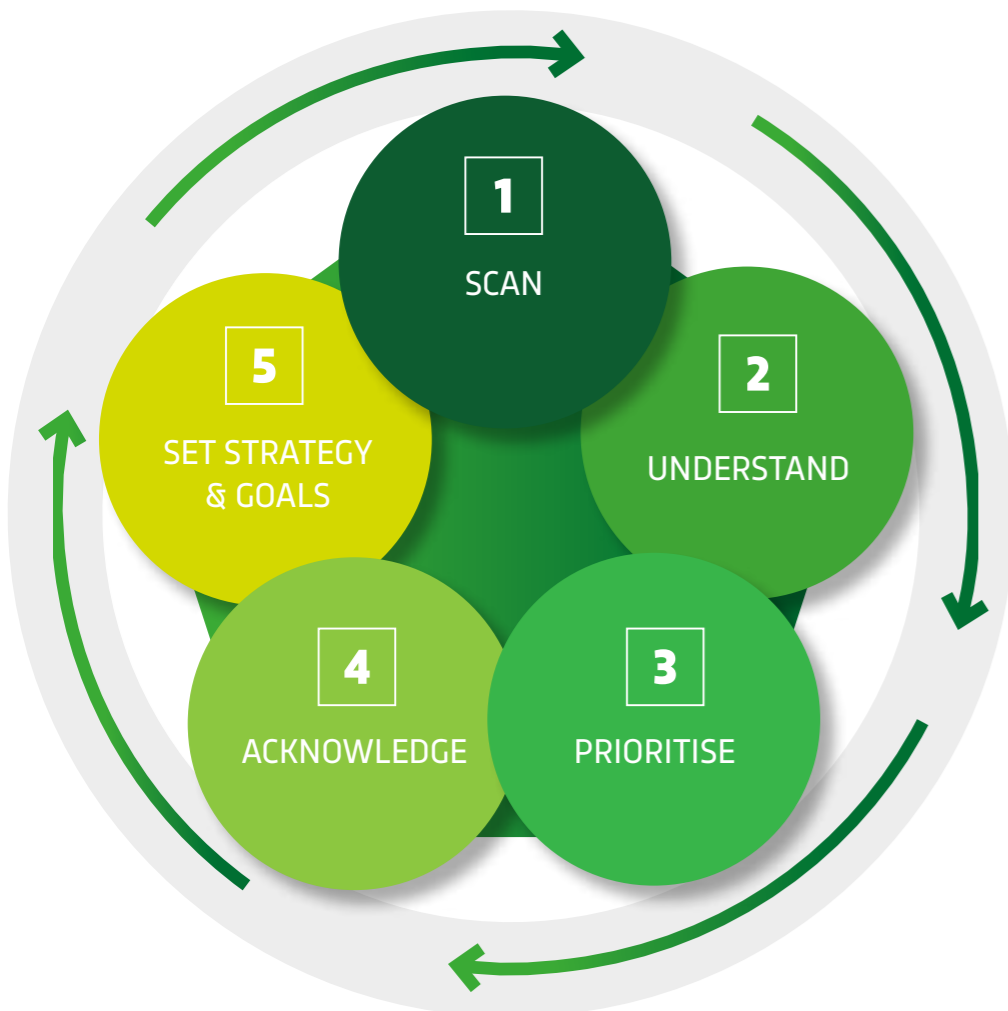 1
SCAN
2
UNDERSTAND
3
PRIORITISE
4
ACKNOWLEDGE
5
SET STRATEGY
& GOALS